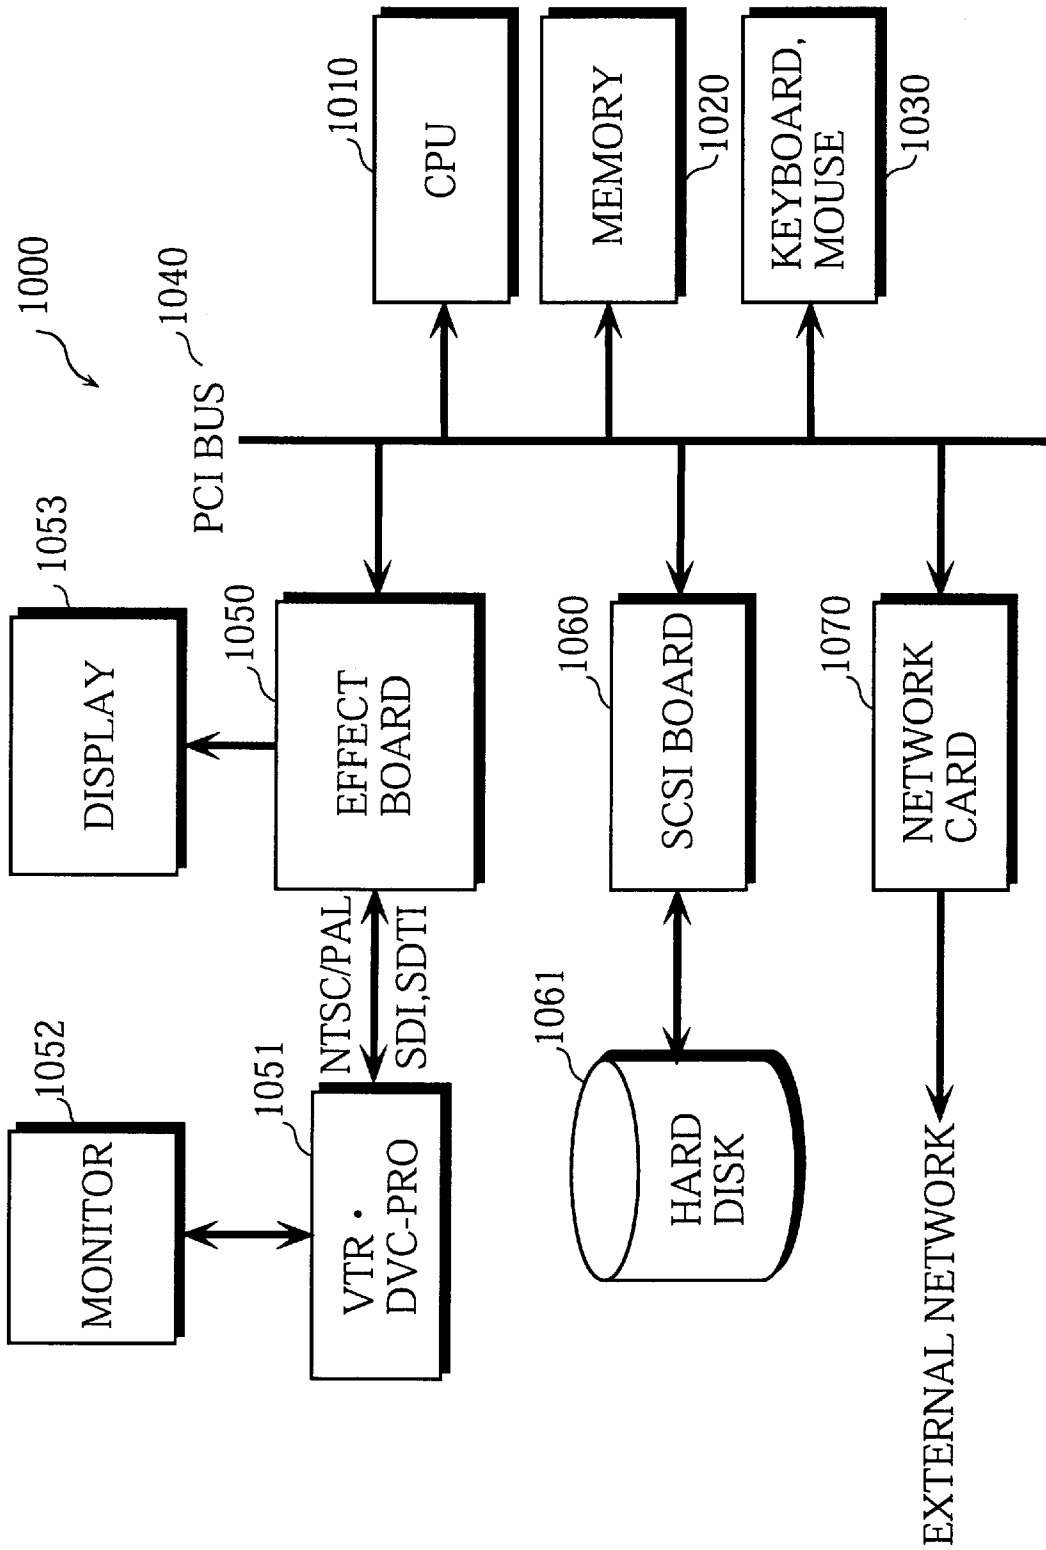 1000
MONITOR
1052
DISPLAY
1053
PCI BUS
1040
VTR・
DVC-PRO
1051
NTSC/PAL
SDI,SDTI
EFFECT
BOARD
1050
CPU
1010
HARD
DISK
1061
SCSI BOARD
1060
MEMORY
1020
EXTERNAL NETWORK
NETWORK
CARD
1070
KEYBOARD,
MOUSE
1030